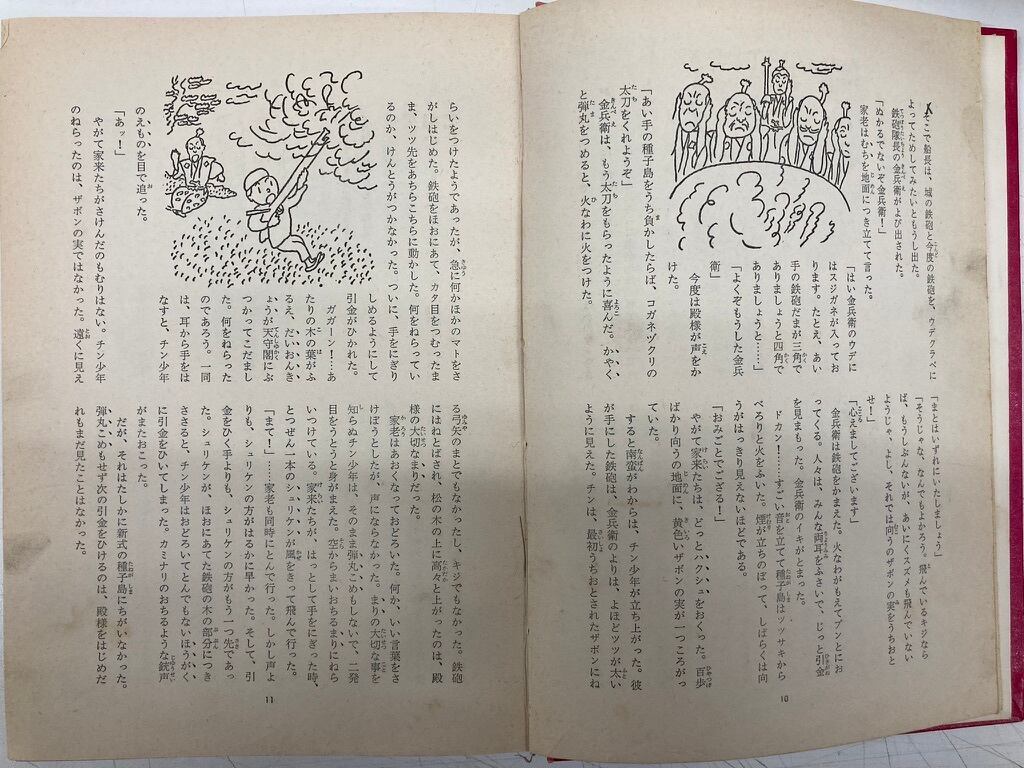 そこで船長は、城の鉄砲と今度の鉄砲を、ウデクラベに
よってためしてみたいともうし出た。
鉄砲隊長の金兵衛がよび出された。
「ぬかるでないぞ金兵衛！」
家老はむちを地面につき立てて言った。
「はい金兵衛のウデに
はスジガネが入ってお
ります。たとえ、あい
手の鉄砲だまが三角で
ありましょうと四角で
ありましょうと……」
「よくぞもうした金兵
衛」
今度は殿様が声をか
けた。
「あい手の種子島をうち負かしたらば、コガネヅクリの
太刀をくれようぞ」
金兵衛は、もう太刀をもらったように喜んだ。かやく
と弾丸をつめると、火なわに火をつけた。
「まとはいずれにいたしましょう」
「そうじゃな、なんでもよかろう。飛んでいるキジなら
ば、もうしぶんないが、あいにくスズメも飛んでいない
ようじゃ、よし、それでは向うのザボンの実をうちおと
せ！」
「心えましてございます」
金兵衛は鉄砲をかまえた。火なわがもえてプンとにお
ってくる。人々は、みんな両耳をふさいで、じっと引金
を見まもった。金兵衛のイキがとまった。
ドカン！……すごい音を立て種子島はツツサキから
べろりと火をふいた。煙が立ちのぼって、しばらくは向
うがはっきり見えないほどである。
「おみごとでござる！」
やがて家来たちは、どっとハクシュをおくった。百歩
ばかり向うの地面に、黄色いザボンの実が一つころがっ
ていた。
すると南蛮がわからは、チン少年が立ち上がった。彼
が手にした鉄砲は、金兵衛のよりは、よほどツツが太い
ように見えた。チンは、最初うちおとされたザボンにね
10
らいをつけたようであったが、急に何かほかのマトをさ
がしはじめた。鉄砲をほおにあて、カタ目をつむったま
ま、ツツ先をあちらこちらに動かした。何をねらってい
るのか、けんとうがつかなかった。ついに、手をにぎり
しめるようにして
引金がひかれた。
ガガーン！…あ
たりの木の葉がふ
るえ、だいおんき
ょうが天守閣にぶ
つかってこだまし
た。何をねらった
のであろう。一同
は、耳から手をは
なすと、チン少年
のえものを目で追った。
「あッ！」
やがて家来たちがさけんだのもむりはない。チン少年
のねらったのは、ザボンの実ではなかった。遠くに見え
る弓矢のまとでもなかったし、キジでもなかった。鉄砲
にはねとばされ、松の木の上に高々と上がったのは、殿
様の大切なまりだった。
家老はあおくなっておどろいた。何か、いい言葉をさ
けぼうとしたが、声にならなかった。まりの大切な事を
知らぬチン少年は、そのまま弾丸こめもしないで、二発
目をうとうと身がまえた。空からまいおちるまりにねら
いつけている。家来たちが、はっとして手をにぎった時、
とつぜん一本のシュリケンが風をきって飛んで行った。
「まて！」……家老も同時にとんで行った。しかし声よ
りも、シュリケンの方がはるかに早かった。そして、引
金をひく手よりも、シュリケンの方がもう一つ先であっ
た。シュリケンが、ほおにあてた鉄砲の木の部分につき
ささると、チン少年はおどろいてとんでもないほうがく
に引金をひいてしまった。カミナリのおちるような銃声
がまたおこった。
だが、それはたしかに新式の種子島にちがいなかった。
弾丸こめもせず次の引金をひけるのは、殿様をはじめだ
れもまだ見たことはなかった。
11